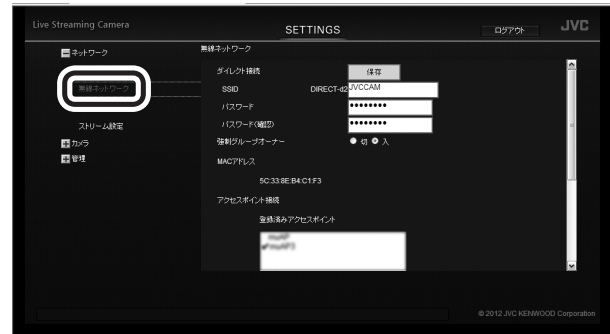 Live Streaming Camera
SETTINGS
ログアウト
JVC
ネットワーク
無線ネットワーク
ストリーム設定
カメラ
管理
無線ネットワーク
ダイレクト接続 保存
SSID DIRECT-d2 JVCCAM
パスワード ••••••••
パスワード(確認) ••••••••
強制グループオーナー 切 入
MACアドレス
5C:33:8E:B4:C1:F3
アクセスポイント接続
登録済みアクセスポイント
© 2012 JVC KENWOOD Corporation